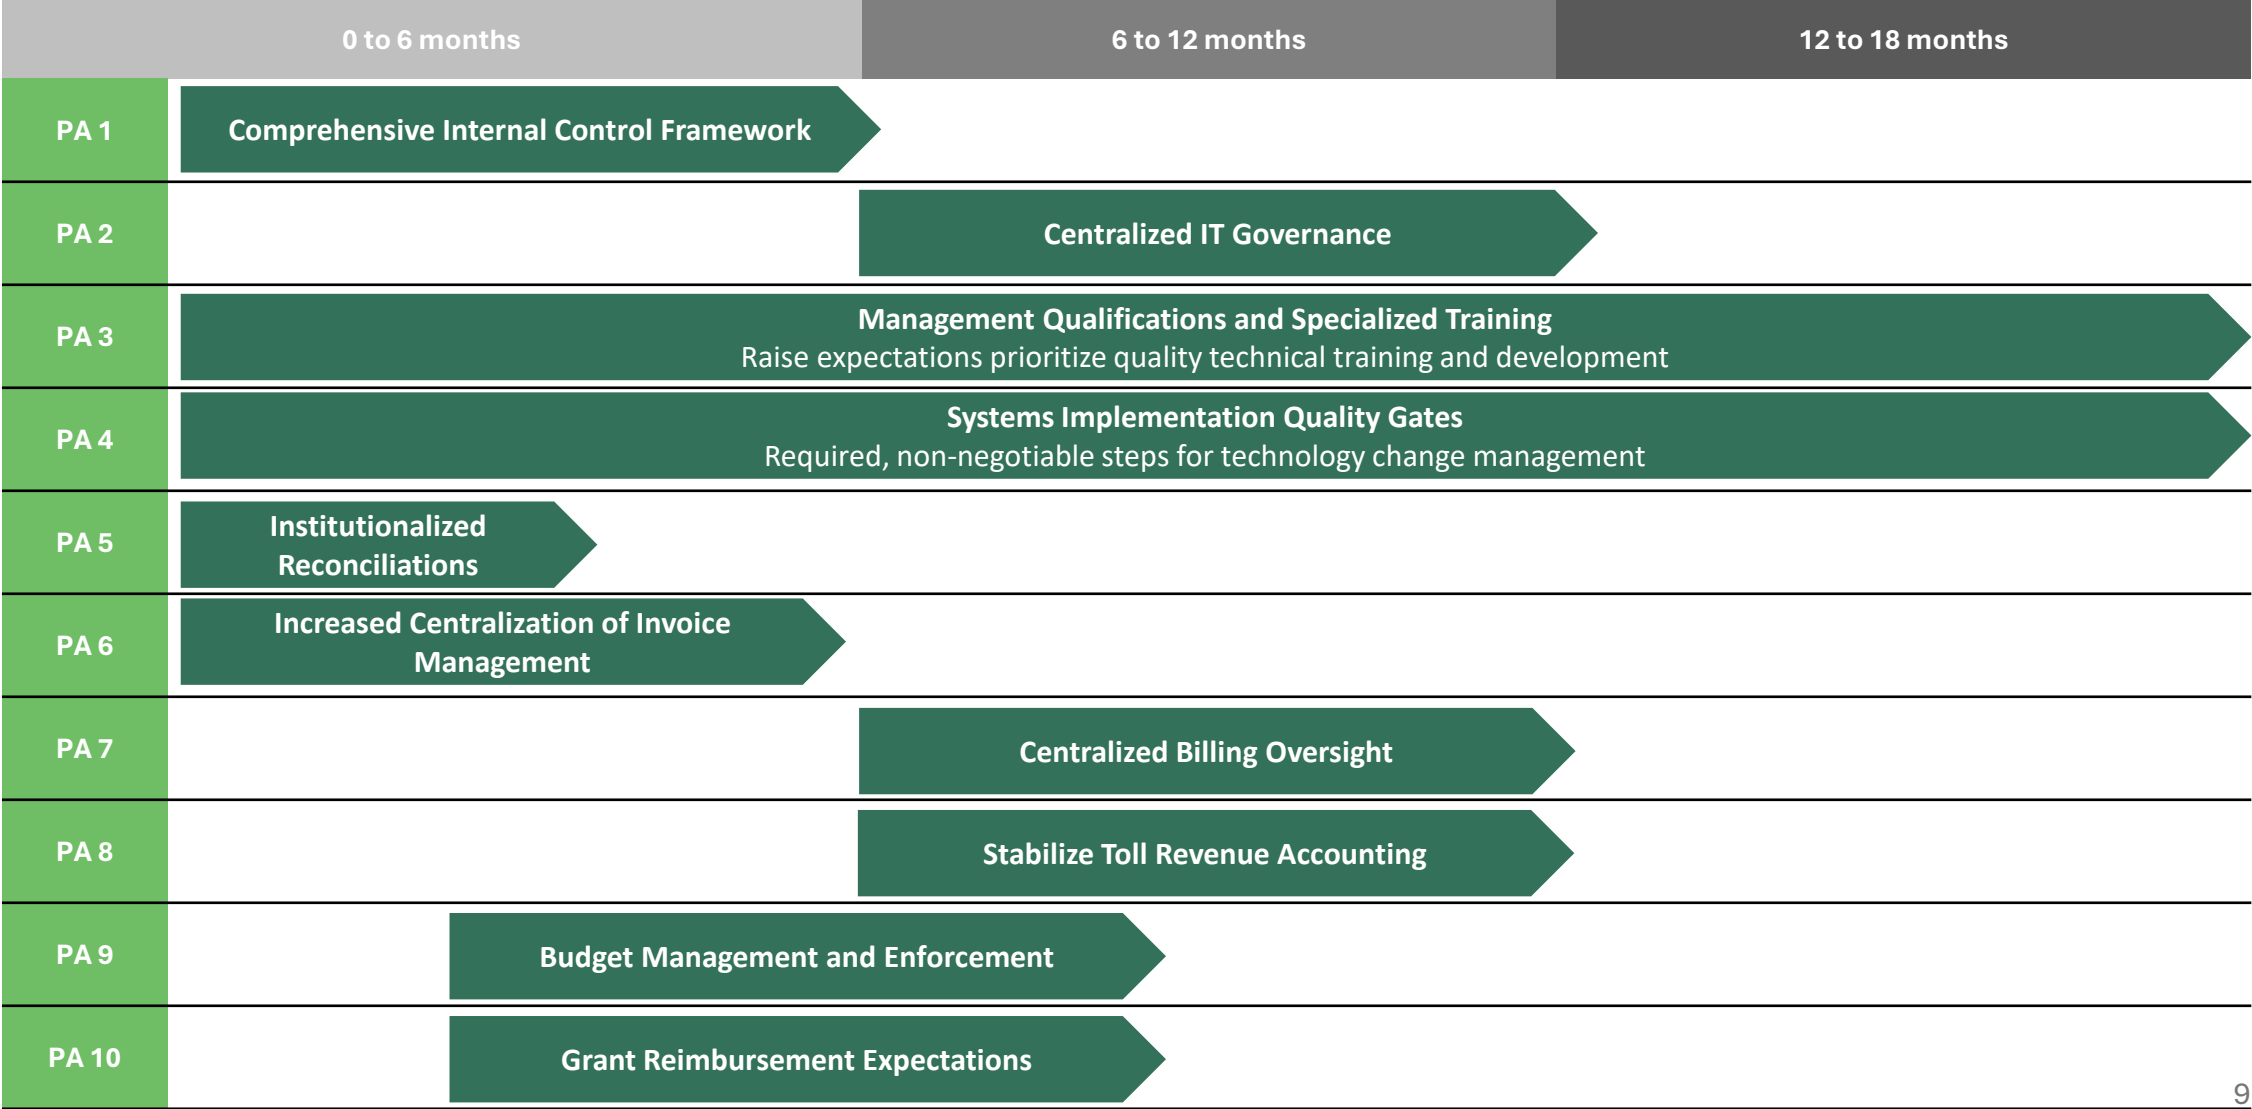 0 to 6 months
6 to 12 months
12 to 18 months
PA 1
Comprehensive Internal Control Framework
PA 2
Centralized IT Governance
PA 3
Management Qualifications and Specialized Training
Raise expectations prioritize quality technical training and development
PA 4
Systems Implementation Quality Gates
Required, non-negotiable steps for technology change management
PA 5
Institutionalized
Reconciliations
PA 6
Increased Centralization of Invoice
Management
PA 7
Centralized Billing Oversight
PA 8
Stabilize Toll Revenue Accounting
PA 9
Budget Management and Enforcement
PA 10
Grant Reimbursement Expectations
9